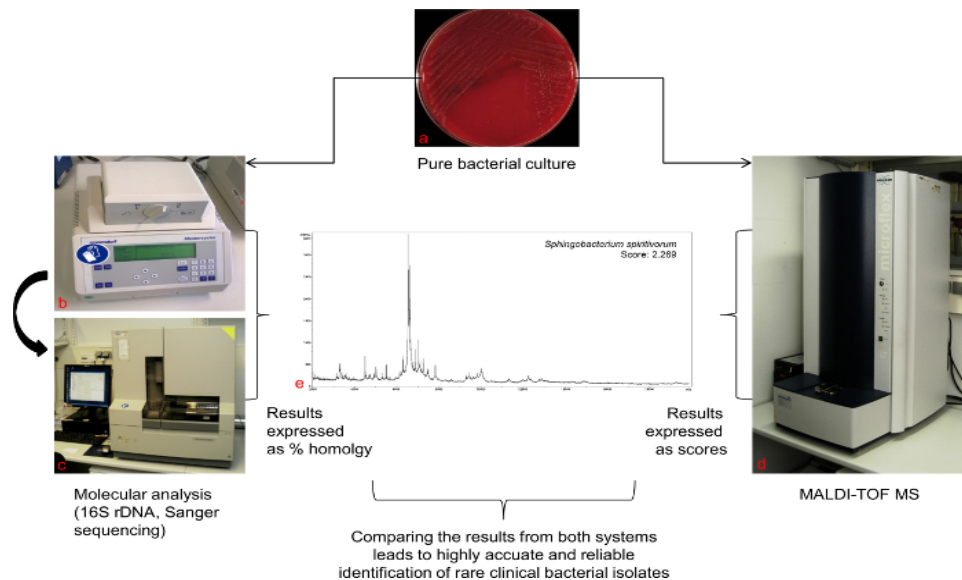 a
Pure bacterial culture
eppendorf
b
Sphingobacterium spiritivorum
Score: 2.269
e
microflex
c
d
Results
expressed
as % homolgy
Results
expressed
as scores
Molecular analysis
(16S rDNA, Sanger
sequencing)
MALDI-TOF MS
Comparing the results from both systems
leads to highly accuate and reliable
identification of rare clinical bacterial isolates